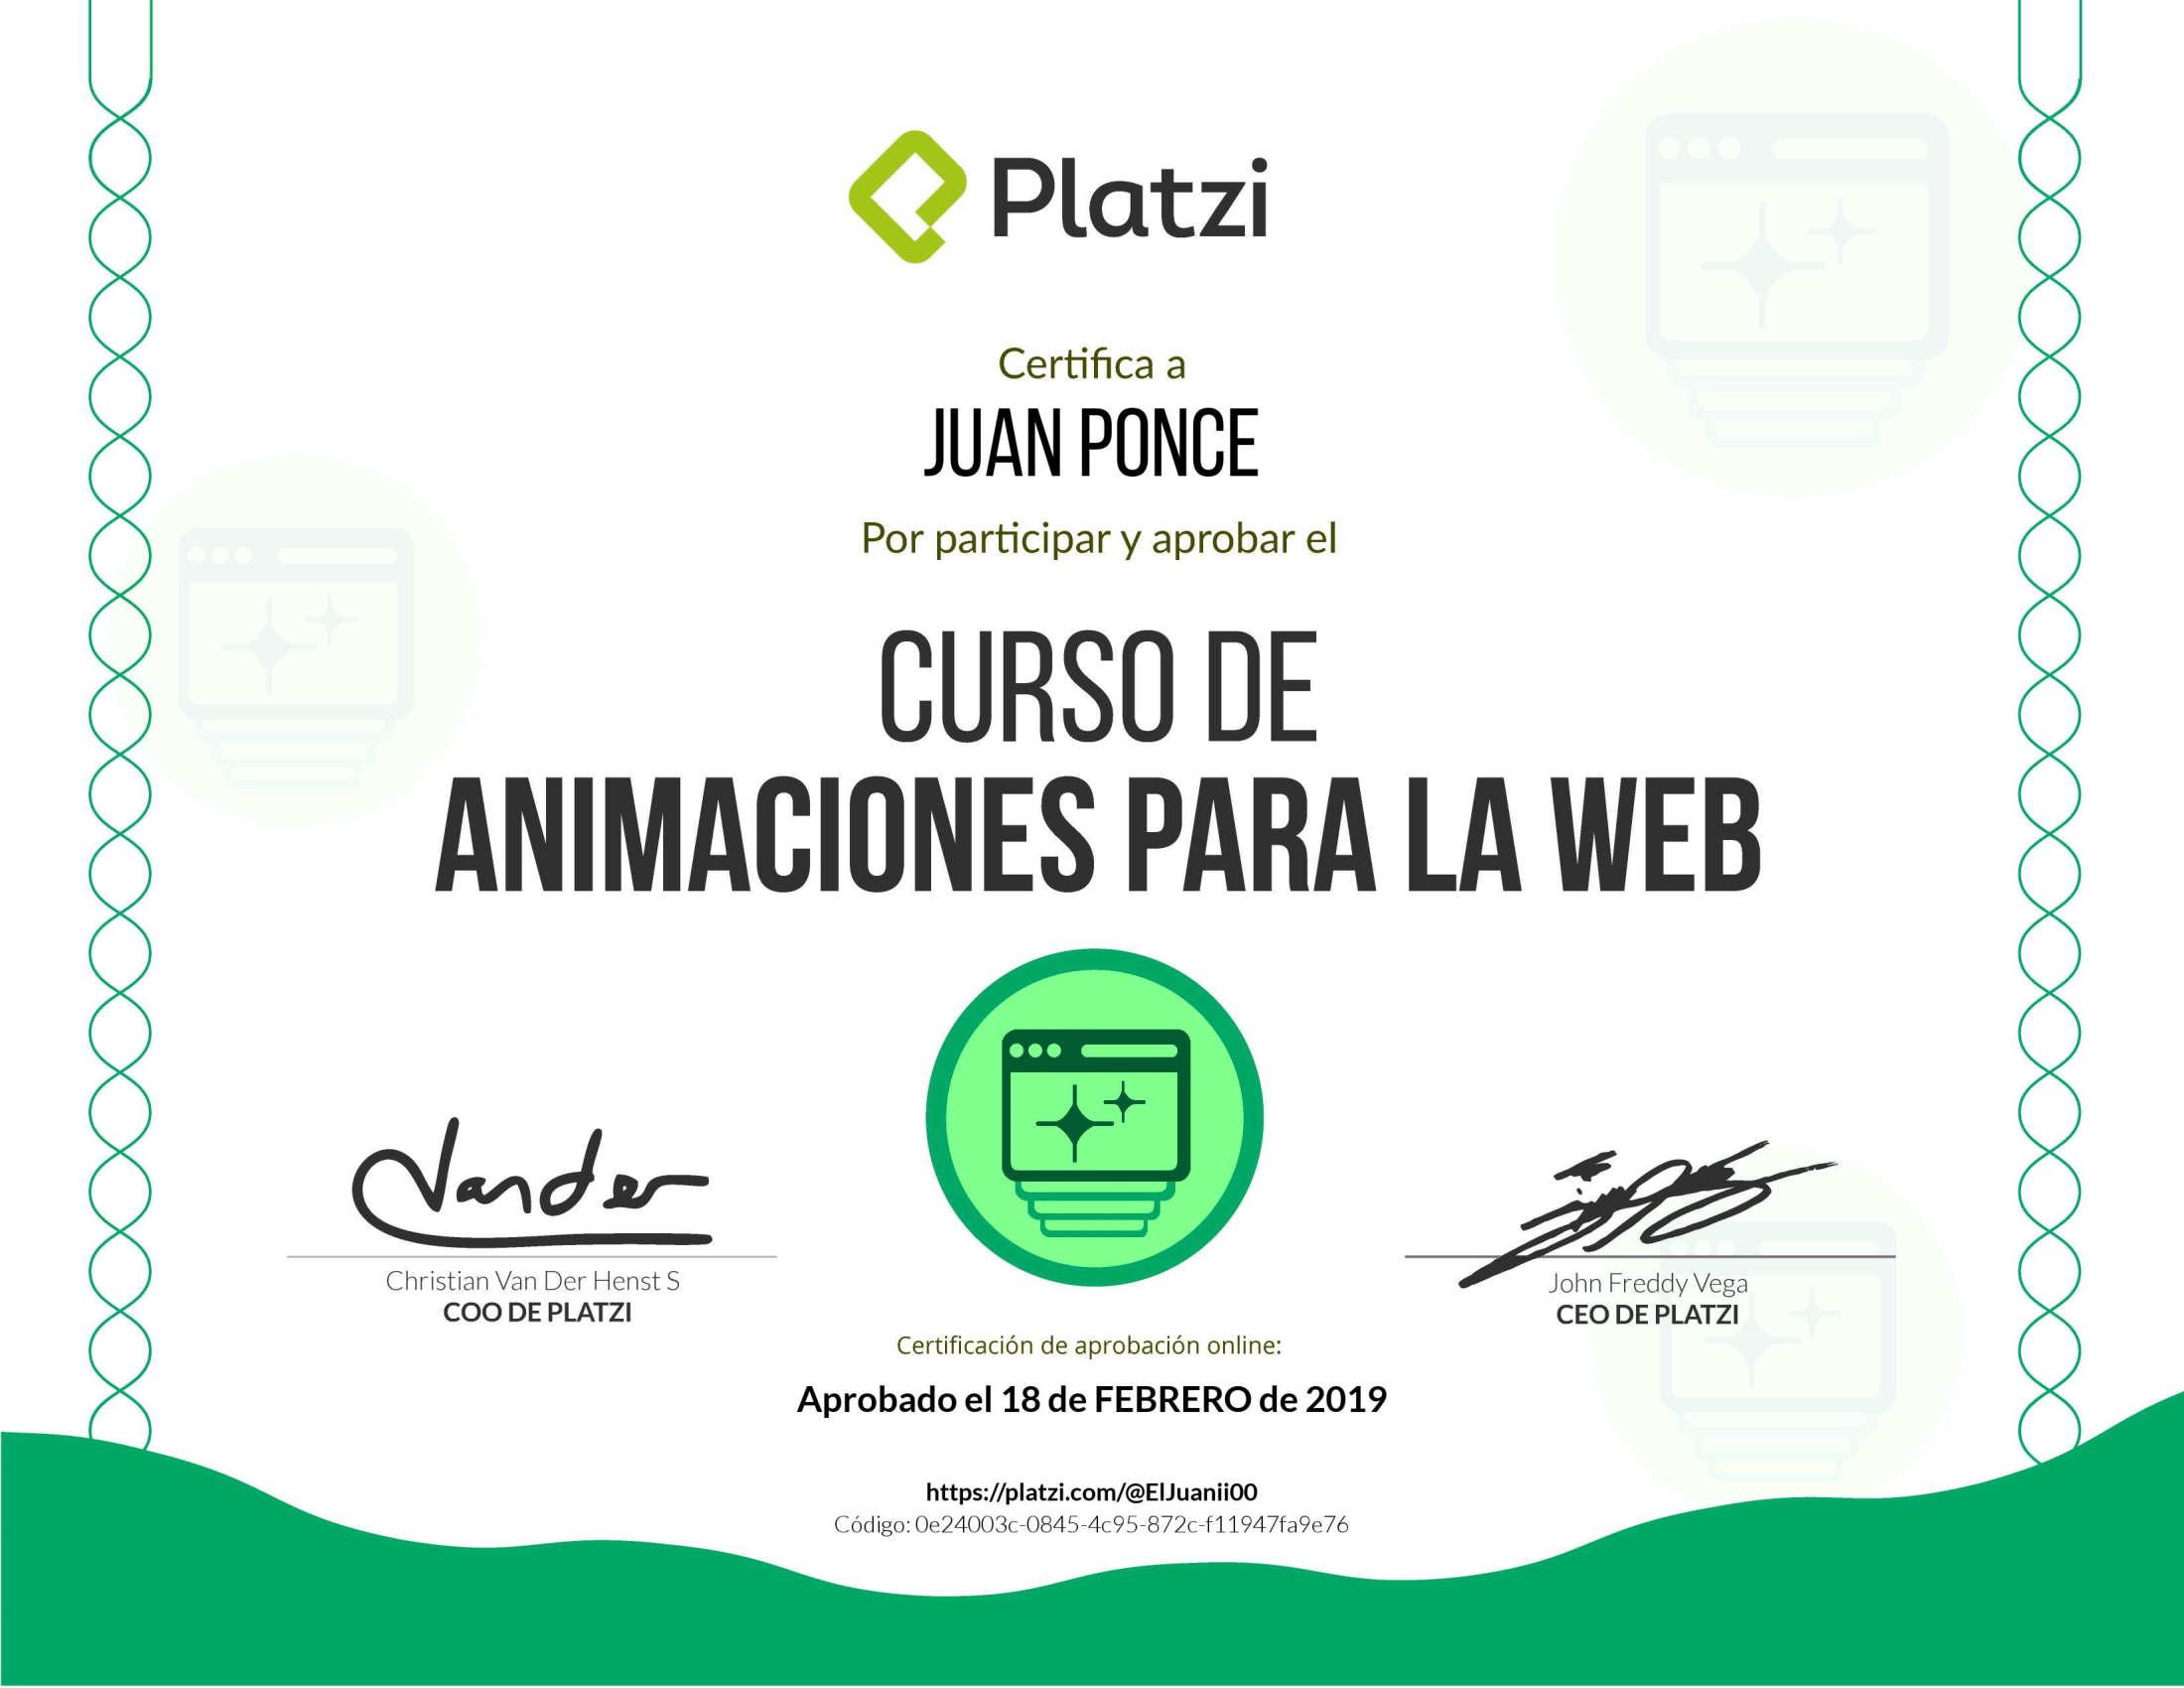 Platzi
Certifica a
JUAN PONCE
Por participar y aprobar el
CURSO DE
ANIMACIONES PARA LA WEB
Vander
Christian Van Der Henst S
COO DE PLATZI
John Freddy Vega
CEO DE PLATZI
Certificación de aprobación online:
Aprobado el 18 de FEBRERO de 2019
https://platzi.com/@ElJuanii00
Código: 0e24003c-0845-4c95-872c-f11947fa9e76